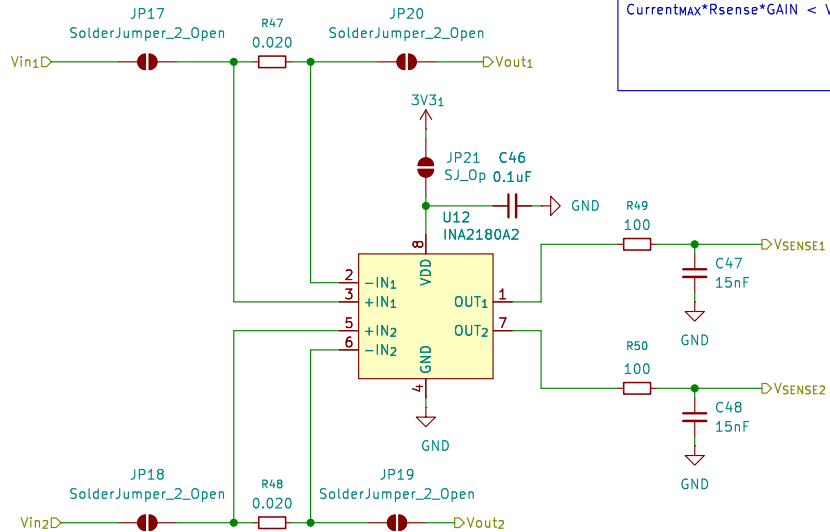 CurrentMAX*Rsense*GAIN < V
JP17
SolderJumper_2_Open
R47
0.020
JP20
SolderJumper_2_Open
Vin1
Vout1
3V31
JP21
SJ_Op
C46
0.1uF
GND
U12
INA2180A2
8
VDD
2
-IN1
3
+IN1
5
+IN2
6
-IN2
OUT1
1
OUT2
7
GND
4
GND
R49
100
VSENSE1
C47
15nF
GND
R50
100
VSENSE2
C48
15nF
GND
JP18
SolderJumper_2_Open
R48
0.020
JP19
SolderJumper_2_Open
Vin2
Vout2